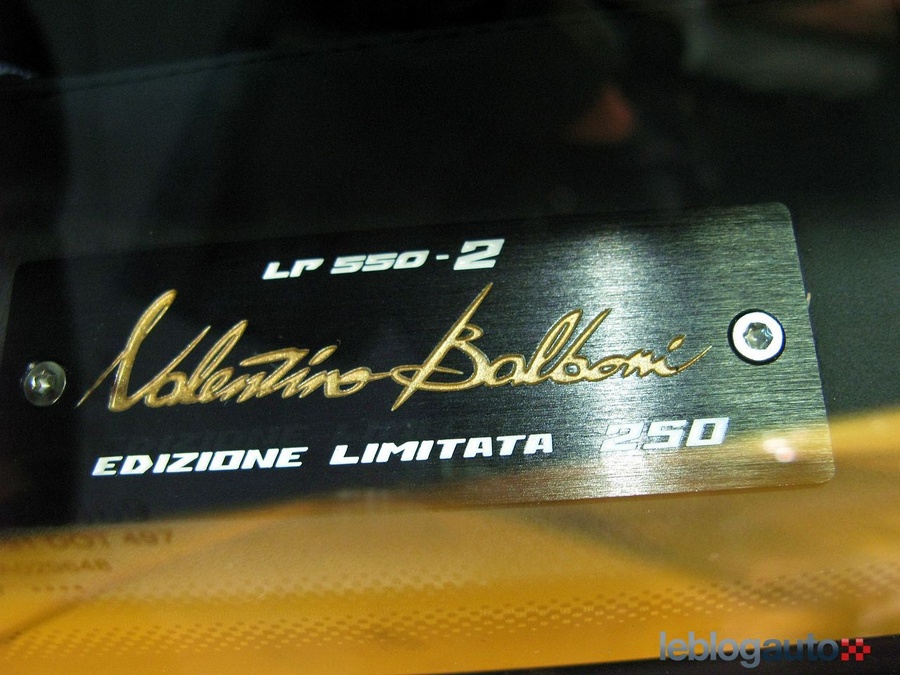 LP 550-2
Valentino Balboni
EDIZIONE LIMITATA 250
leblogauto